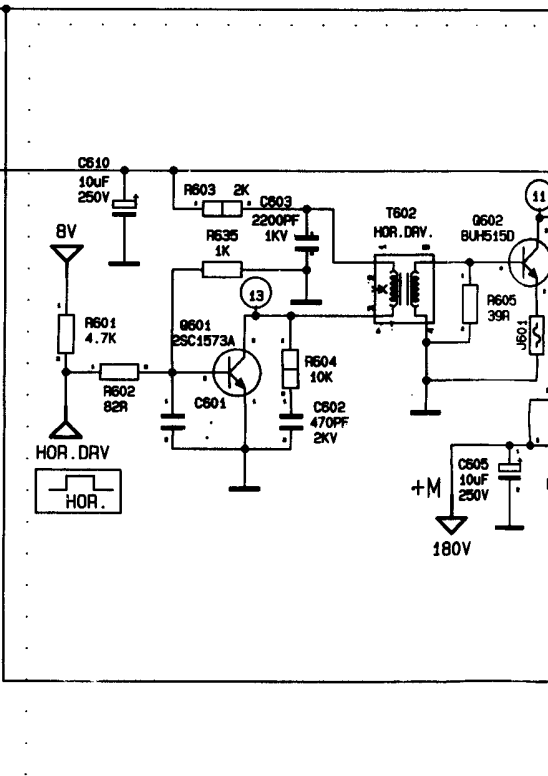 C610
10uF
250V
8V
R603 2K
C603
2200PF
1KV
R635
1K
13
T602
HOR.DRV.
11
Q602
BUH515D
R601
4.7K
Q601
2SC1573A
R605
39R
J601
R604
10K
R602
82R
C601
C602
470PF
2KV
HOR.DRV
HOR.
+M
C605
10uF
250V
180V